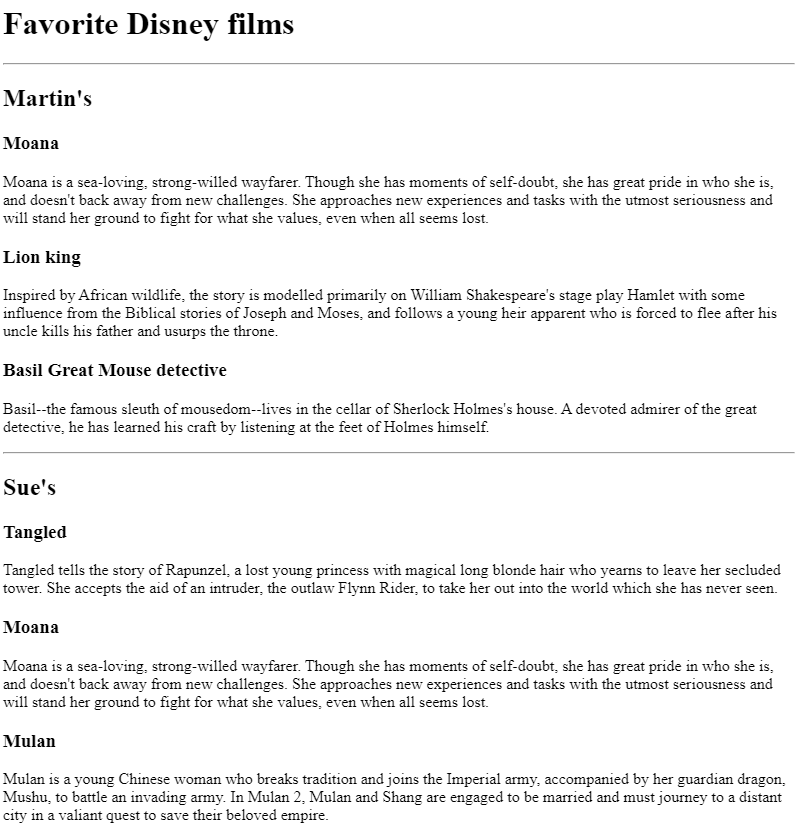 Favorite Disney films
Martin's
Moana
Moana is a sea-loving, strong-willed wayfarer. Though she has moments of self-doubt, she has great pride in who she is,
and doesn't back away from new challenges. She approaches new experiences and tasks with the utmost seriousness and
will stand her ground to fight for what she values, even when all seems lost.
Lion king
Inspired by African wildlife, the story is modelled primarily on William Shakespeare's stage play Hamlet with some
influence from the Biblical stories of Joseph and Moses, and follows a young heir apparent who is forced to flee after his
uncle kills his father and usurps the throne.
Basil Great Mouse detective
Basil--the famous sleuth of mousedom--lives in the cellar of Sherlock Holmes's house. A devoted admirer of the great
detective, he has learned his craft by listening at the feet of Holmes himself.
Sue's
Tangled
Tangled tells the story of Rapunzel, a lost young princess with magical long blonde hair who yearns to leave her secluded
tower. She accepts the aid of an intruder, the outlaw Flynn Rider, to take her out into the world which she has never seen.
Moana
Moana is a sea-loving, strong-willed wayfarer. Though she has moments of self-doubt, she has great pride in who she is,
and doesn't back away from new challenges. She approaches new experiences and tasks with the utmost seriousness and
will stand her ground to fight for what she values, even when all seems lost.
Mulan
Mulan is a young Chinese woman who breaks tradition and joins the Imperial army, accompanied by her guardian dragon,
Mushu, to battle an invading army. In Mulan 2, Mulan and Shang are engaged to be married and must journey to a distant
city in a valiant quest to save their beloved empire.